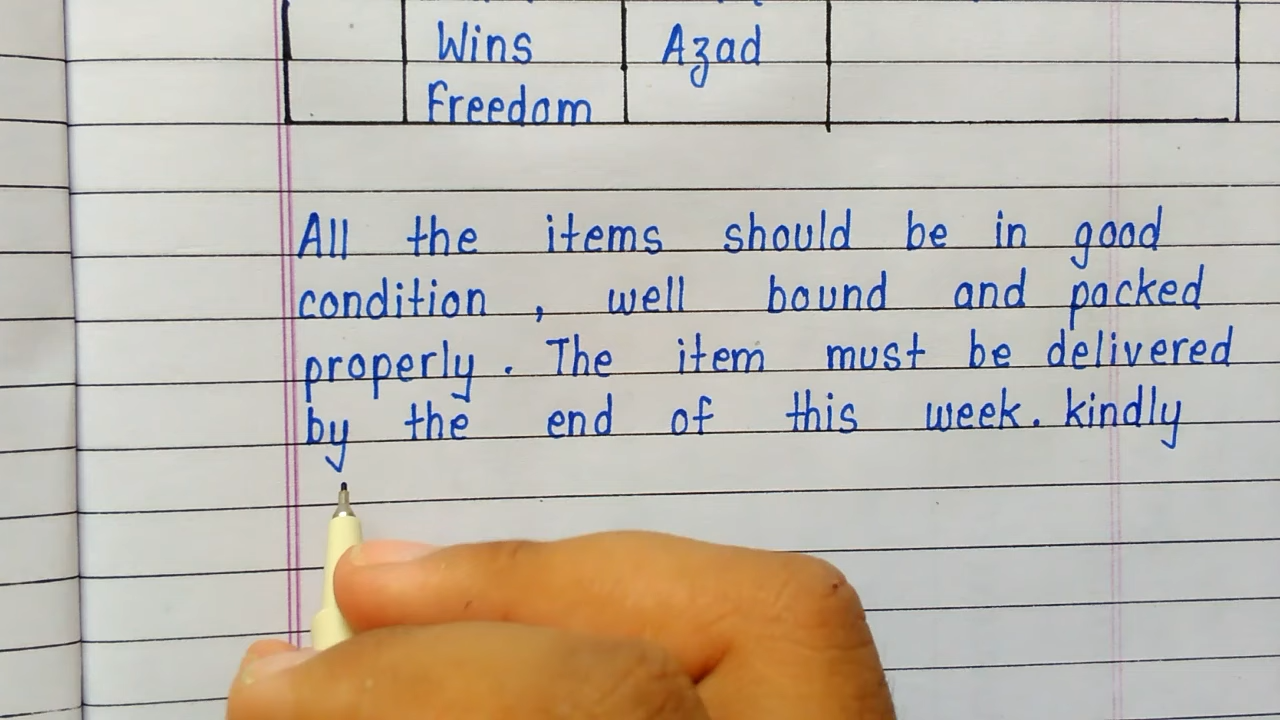 Wins Azad
Freedom
All the items should be in good
condition , well bound and packed
properly . The item must be delivered
by the end of this week. kindly